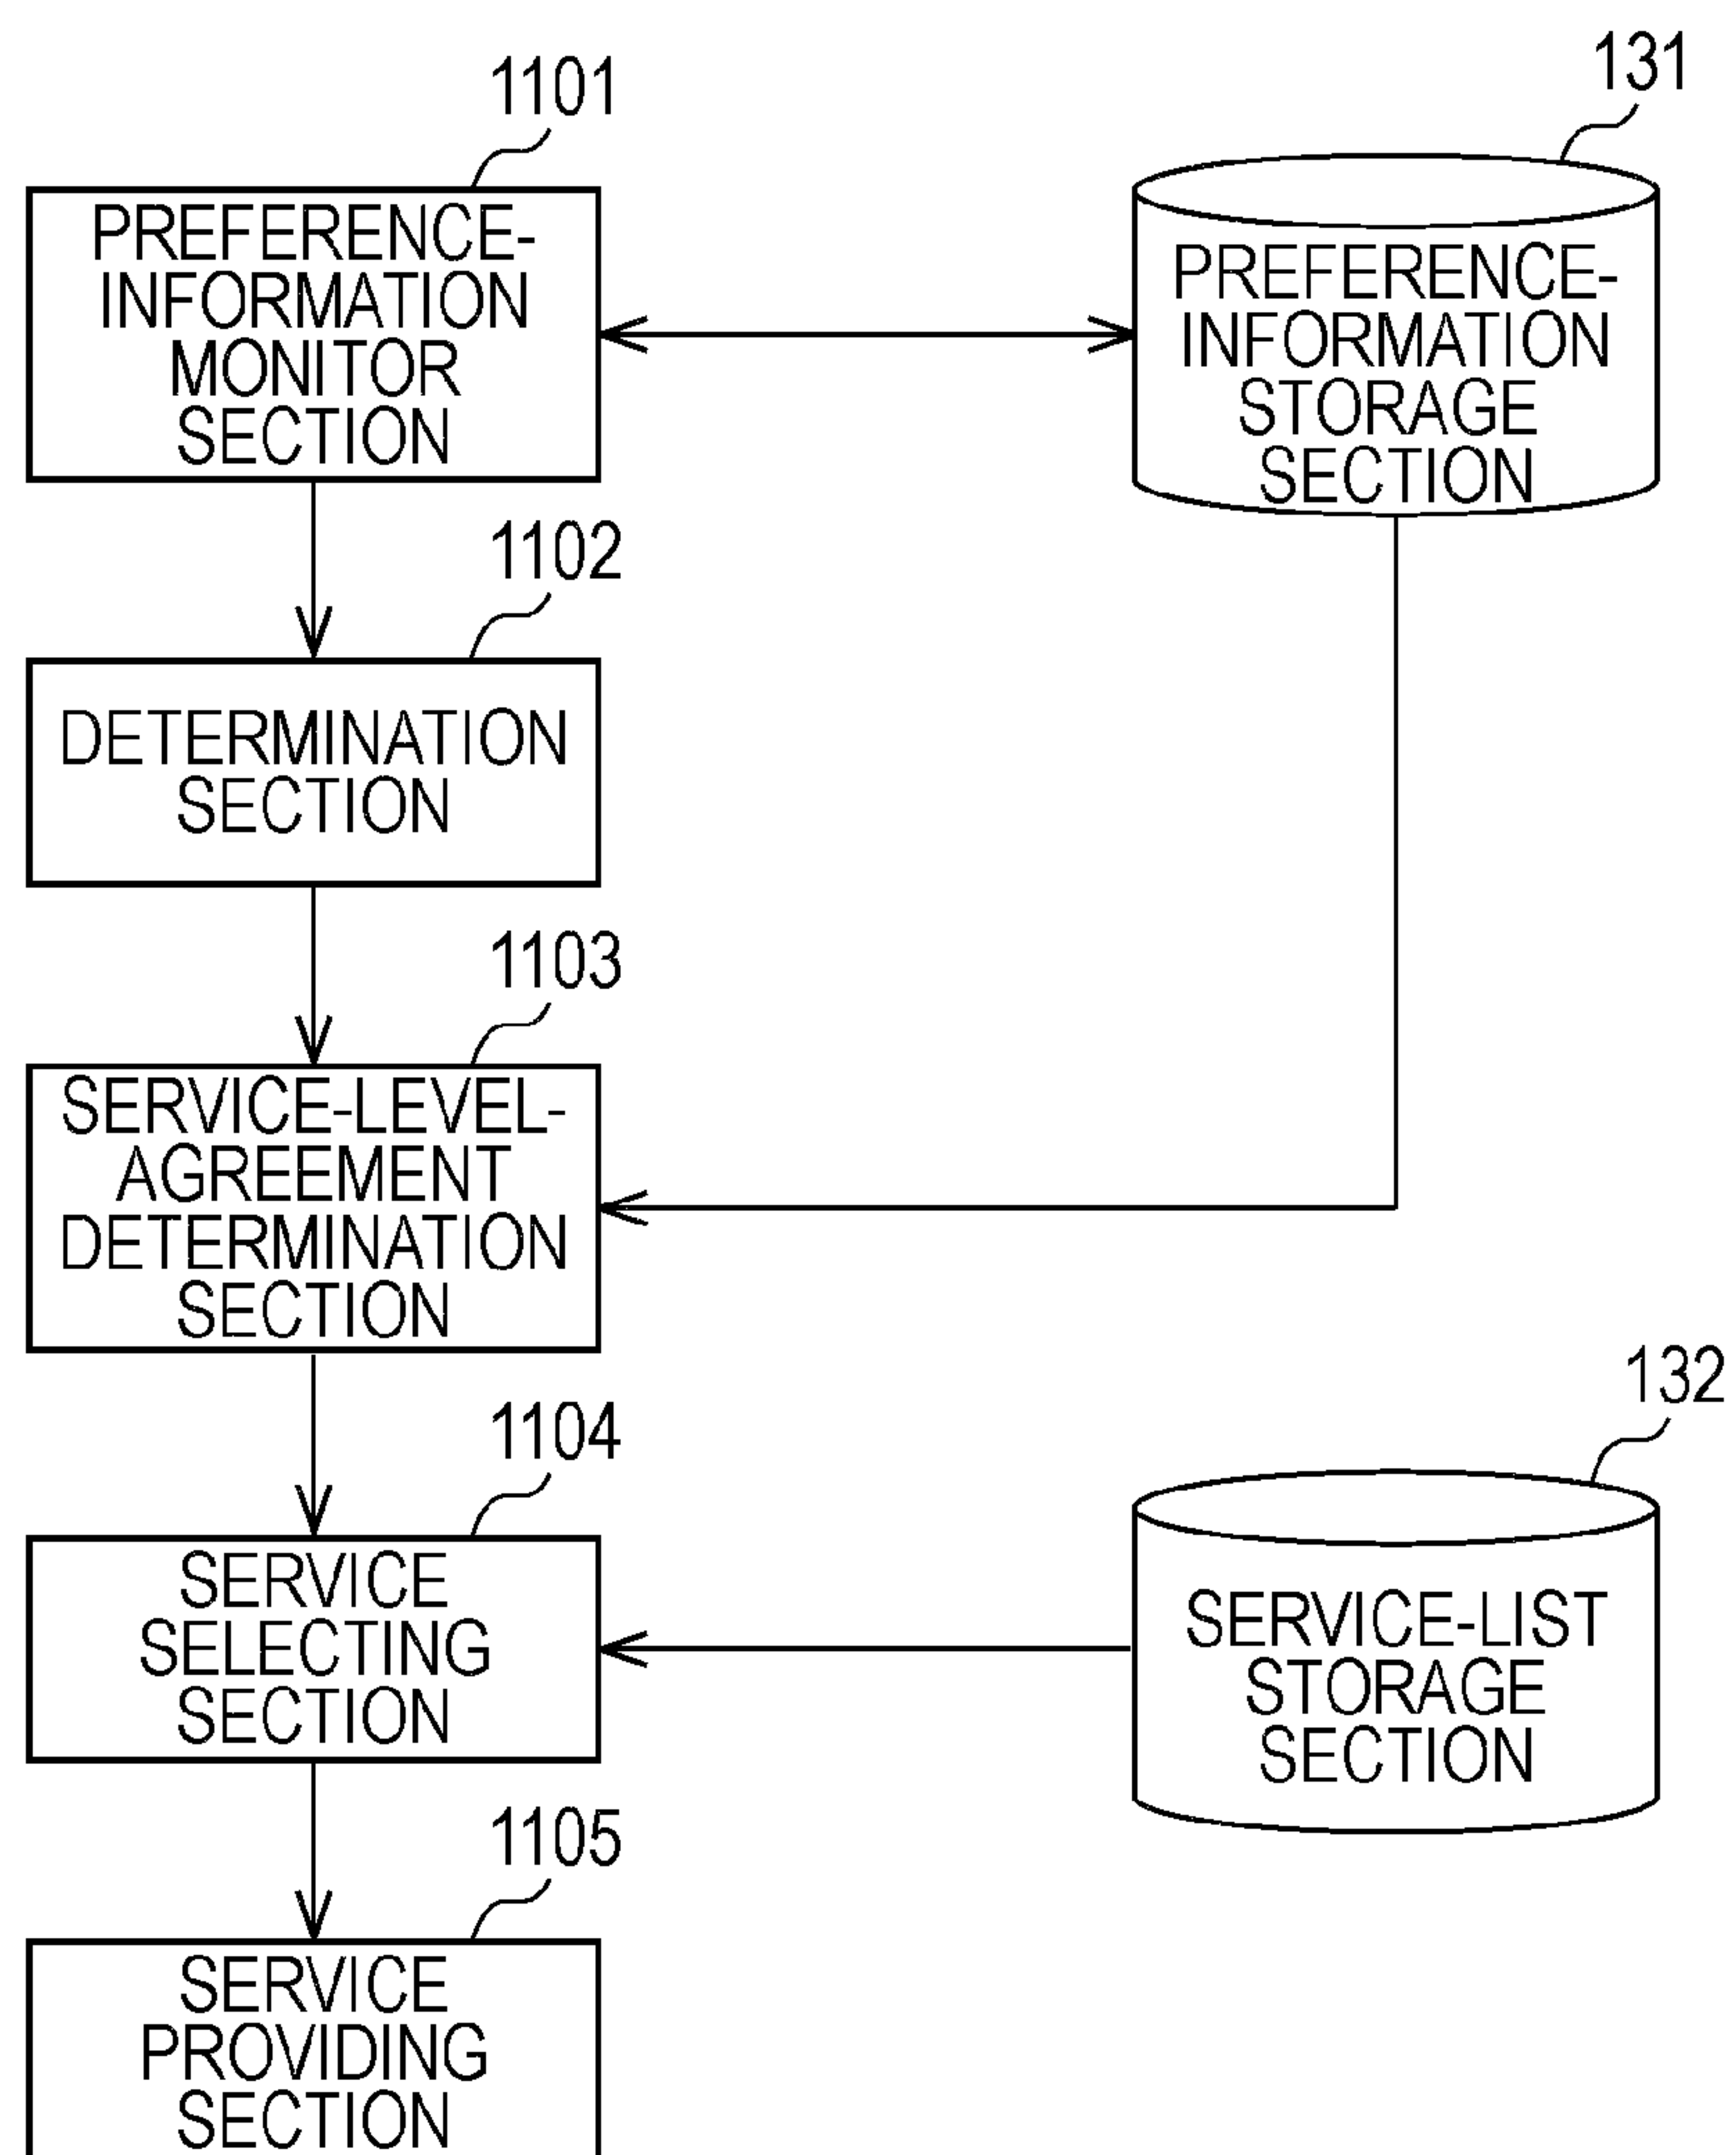 1101
PREFERENCE-
INFORMATION
MONITOR
SECTION
131
PREFERENCE-
INFORMATION
STORAGE
SECTION
1102
DETERMINATION
SECTION
1103
SERVICE-LEVEL-
AGREEMENT
DETERMINATION
SECTION
1104
SERVICE
SELECTING
SECTION
132
SERVICE-LIST
STORAGE
SECTION
1105
SERVICE
PROVIDING
SECTION